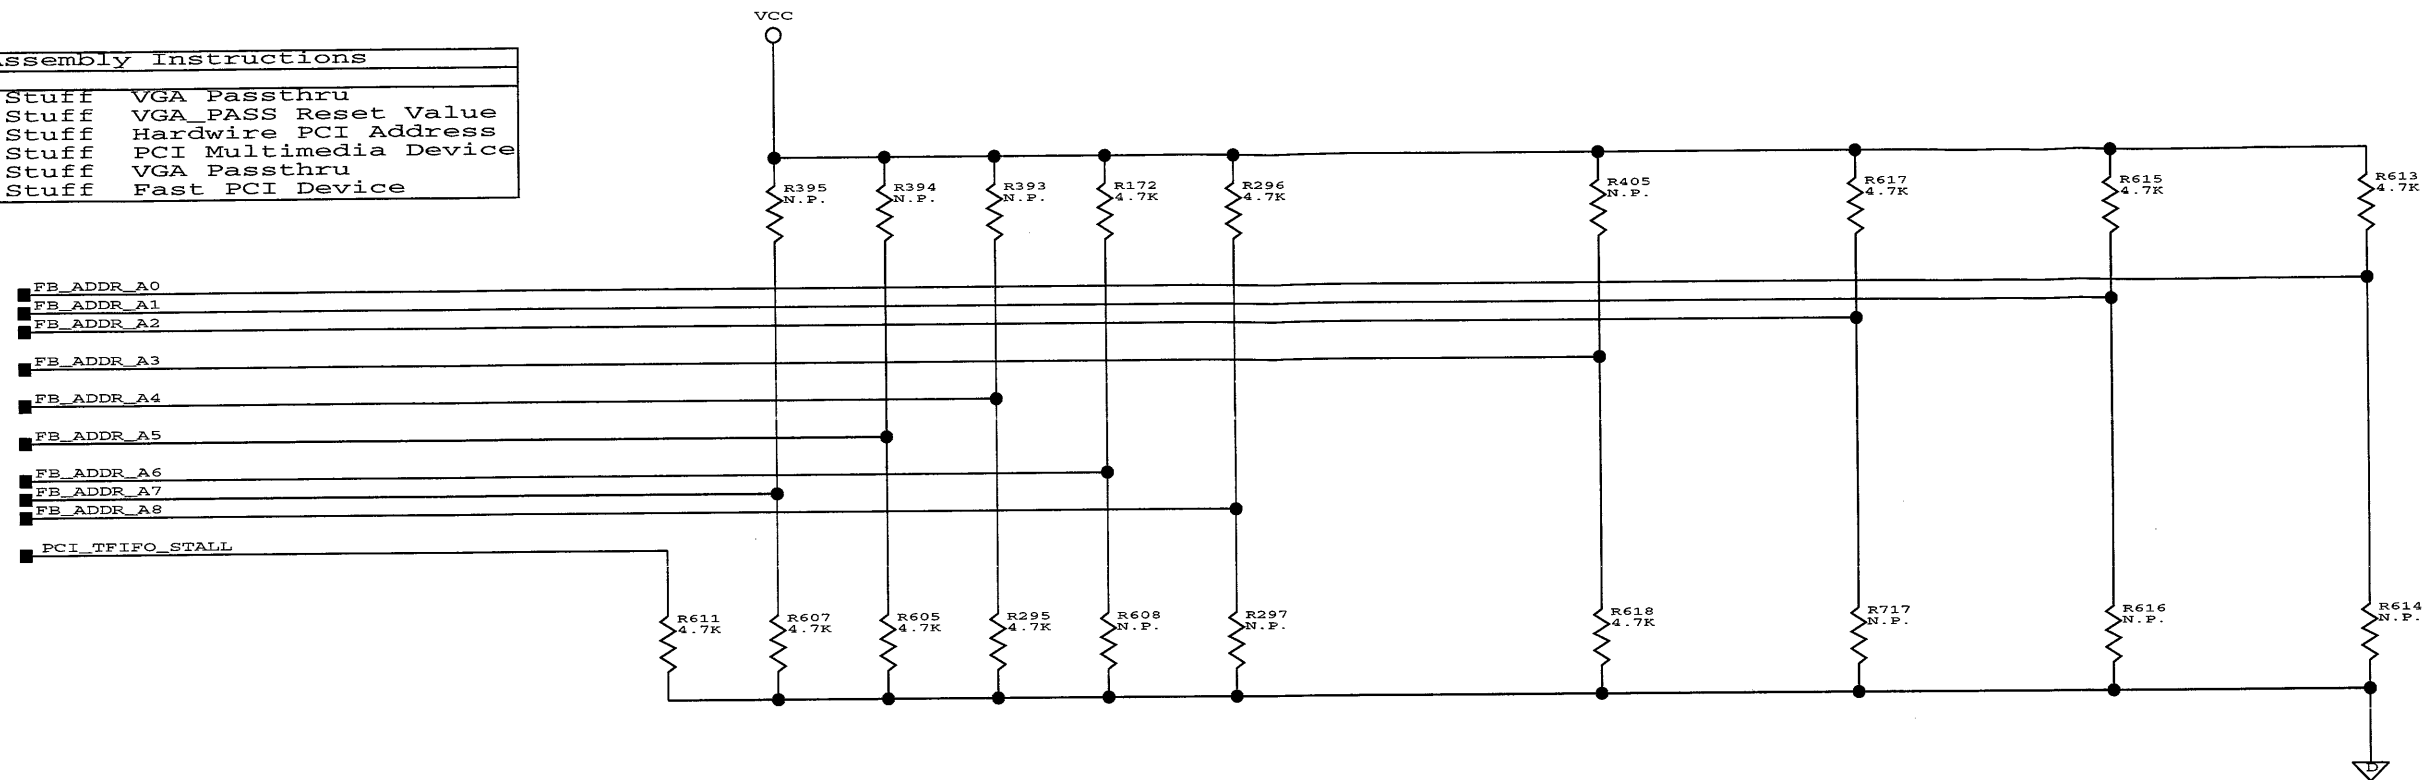 VCC
Assembly Instructions
Stuff VGA Passthru
Stuff VGA_PASS Reset Value
Stuff Hardwire PCI Address
Stuff PCI Multimedia Device
Stuff VGA Passthru
Stuff Fast PCI Device
R395
N.P.
R394
N.P.
R393
N.P.
R172
4.7K
R296
4.7K
R405
N.P.
R617
4.7K
R615
4.7K
R613
4.7K
FB_ADDR_A0
FB_ADDR_A1
FB_ADDR_A2
FB_ADDR_A3
FB_ADDR_A4
FB_ADDR_A5
FB_ADDR_A6
FB_ADDR_A7
FB_ADDR_A8
PCI_TFIFO_STALL
R611
4.7K
R607
4.7K
R605
4.7K
R295
4.7K
R608
N.P.
R297
N.P.
R618
4.7K
R717
N.P.
R616
N.P.
R614
N.P.
D